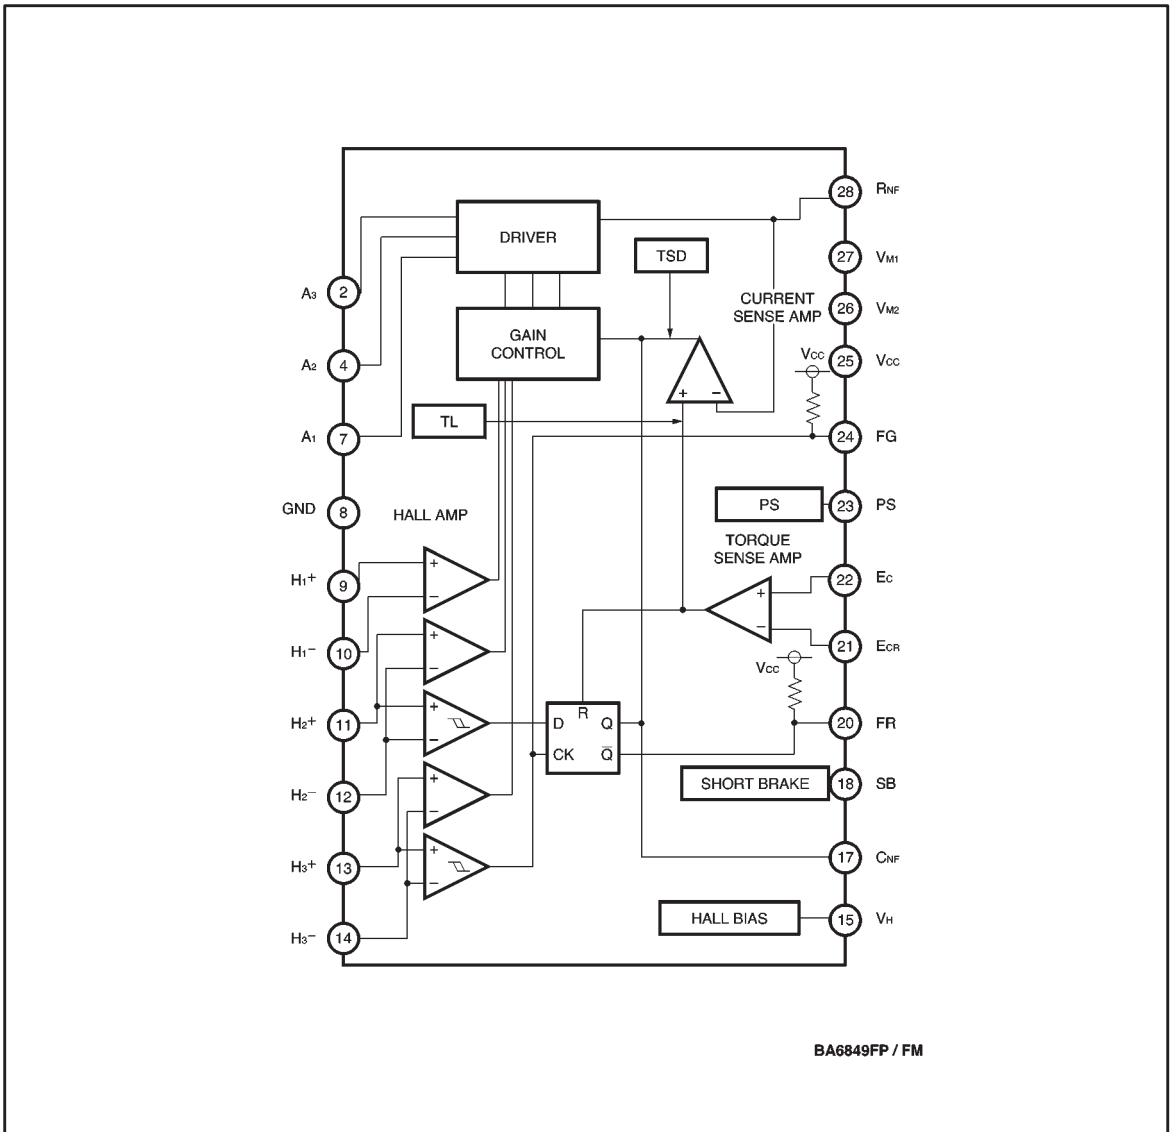 28 RNF
DRIVER
TSD
27 VM1
A3 2
CURRENT
SENSE AMP
26 VM2
GAIN
CONTROL
VCC
25 VCC
A2 4
+ −
TL
A1 7
24 FG
PS
23 PS
GND 8
HALL AMP
TORQUE
SENSE AMP
H1+ 9
+
−
+
−
22 EC
H1− 10
+
−
21 ECR
VCC
H2+ 11
+
−
R
D Q
CK Q̅
20 FR
H2− 12
+
−
SHORT BRAKE
18 SB
H3+ 13
+
−
17 CNF
HALL BIAS
15 VH
H3− 14
BA6849FP / FM